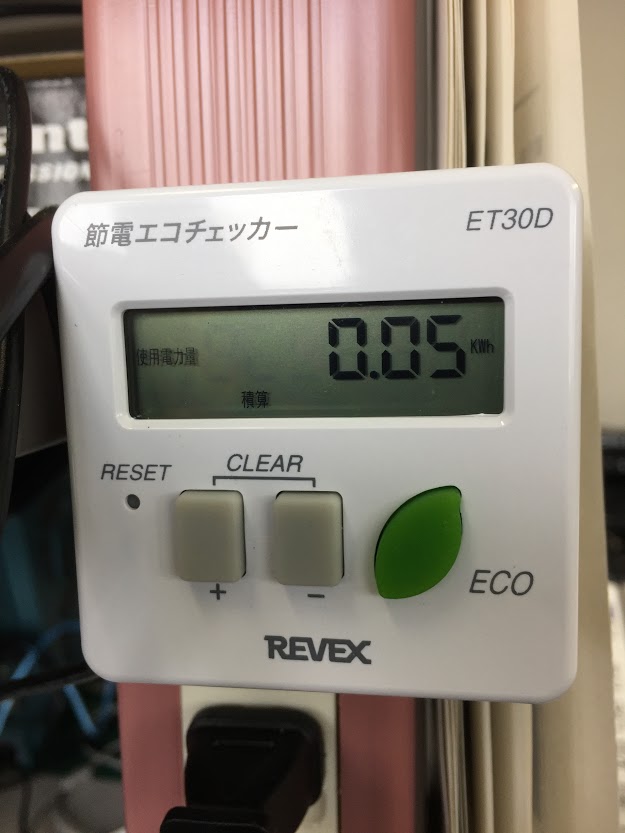 節電エコチェッカー
ET30D
使用電力量
0.05 KWh
積算
RESET
CLEAR
+
−
ECO
REVEX